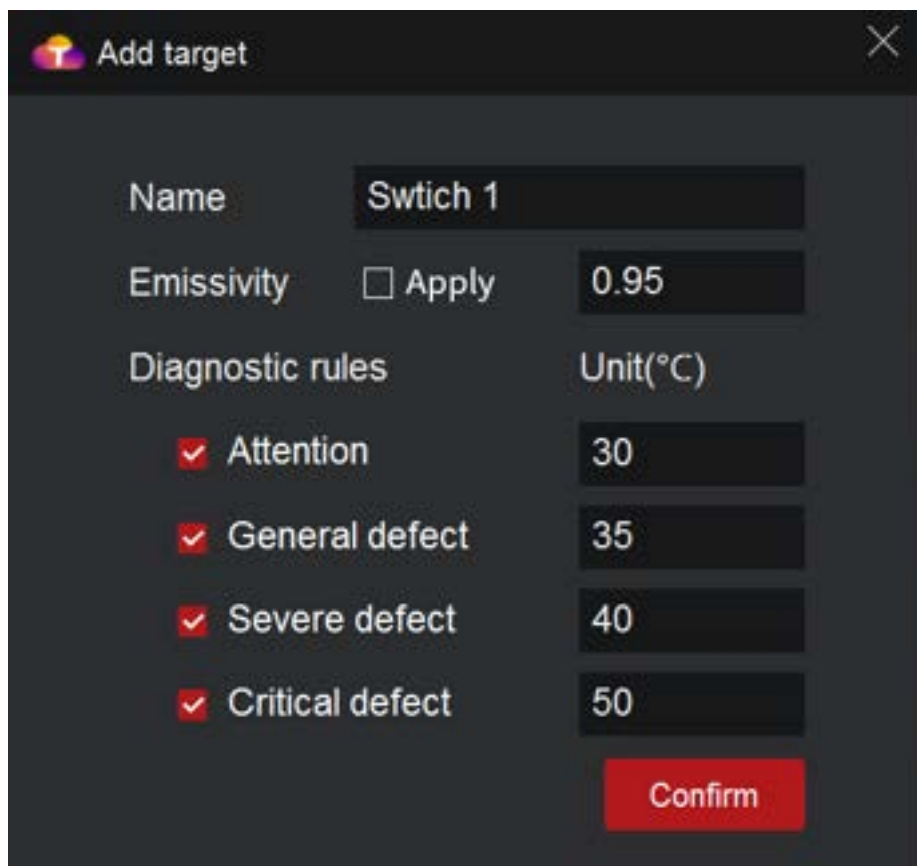 Add target
Name Swtich 1
Emissivity Apply 0.95
Diagnostic rules Unit(°C)
Attention 30
General defect 35
Severe defect 40
Critical defect 50
Confirm